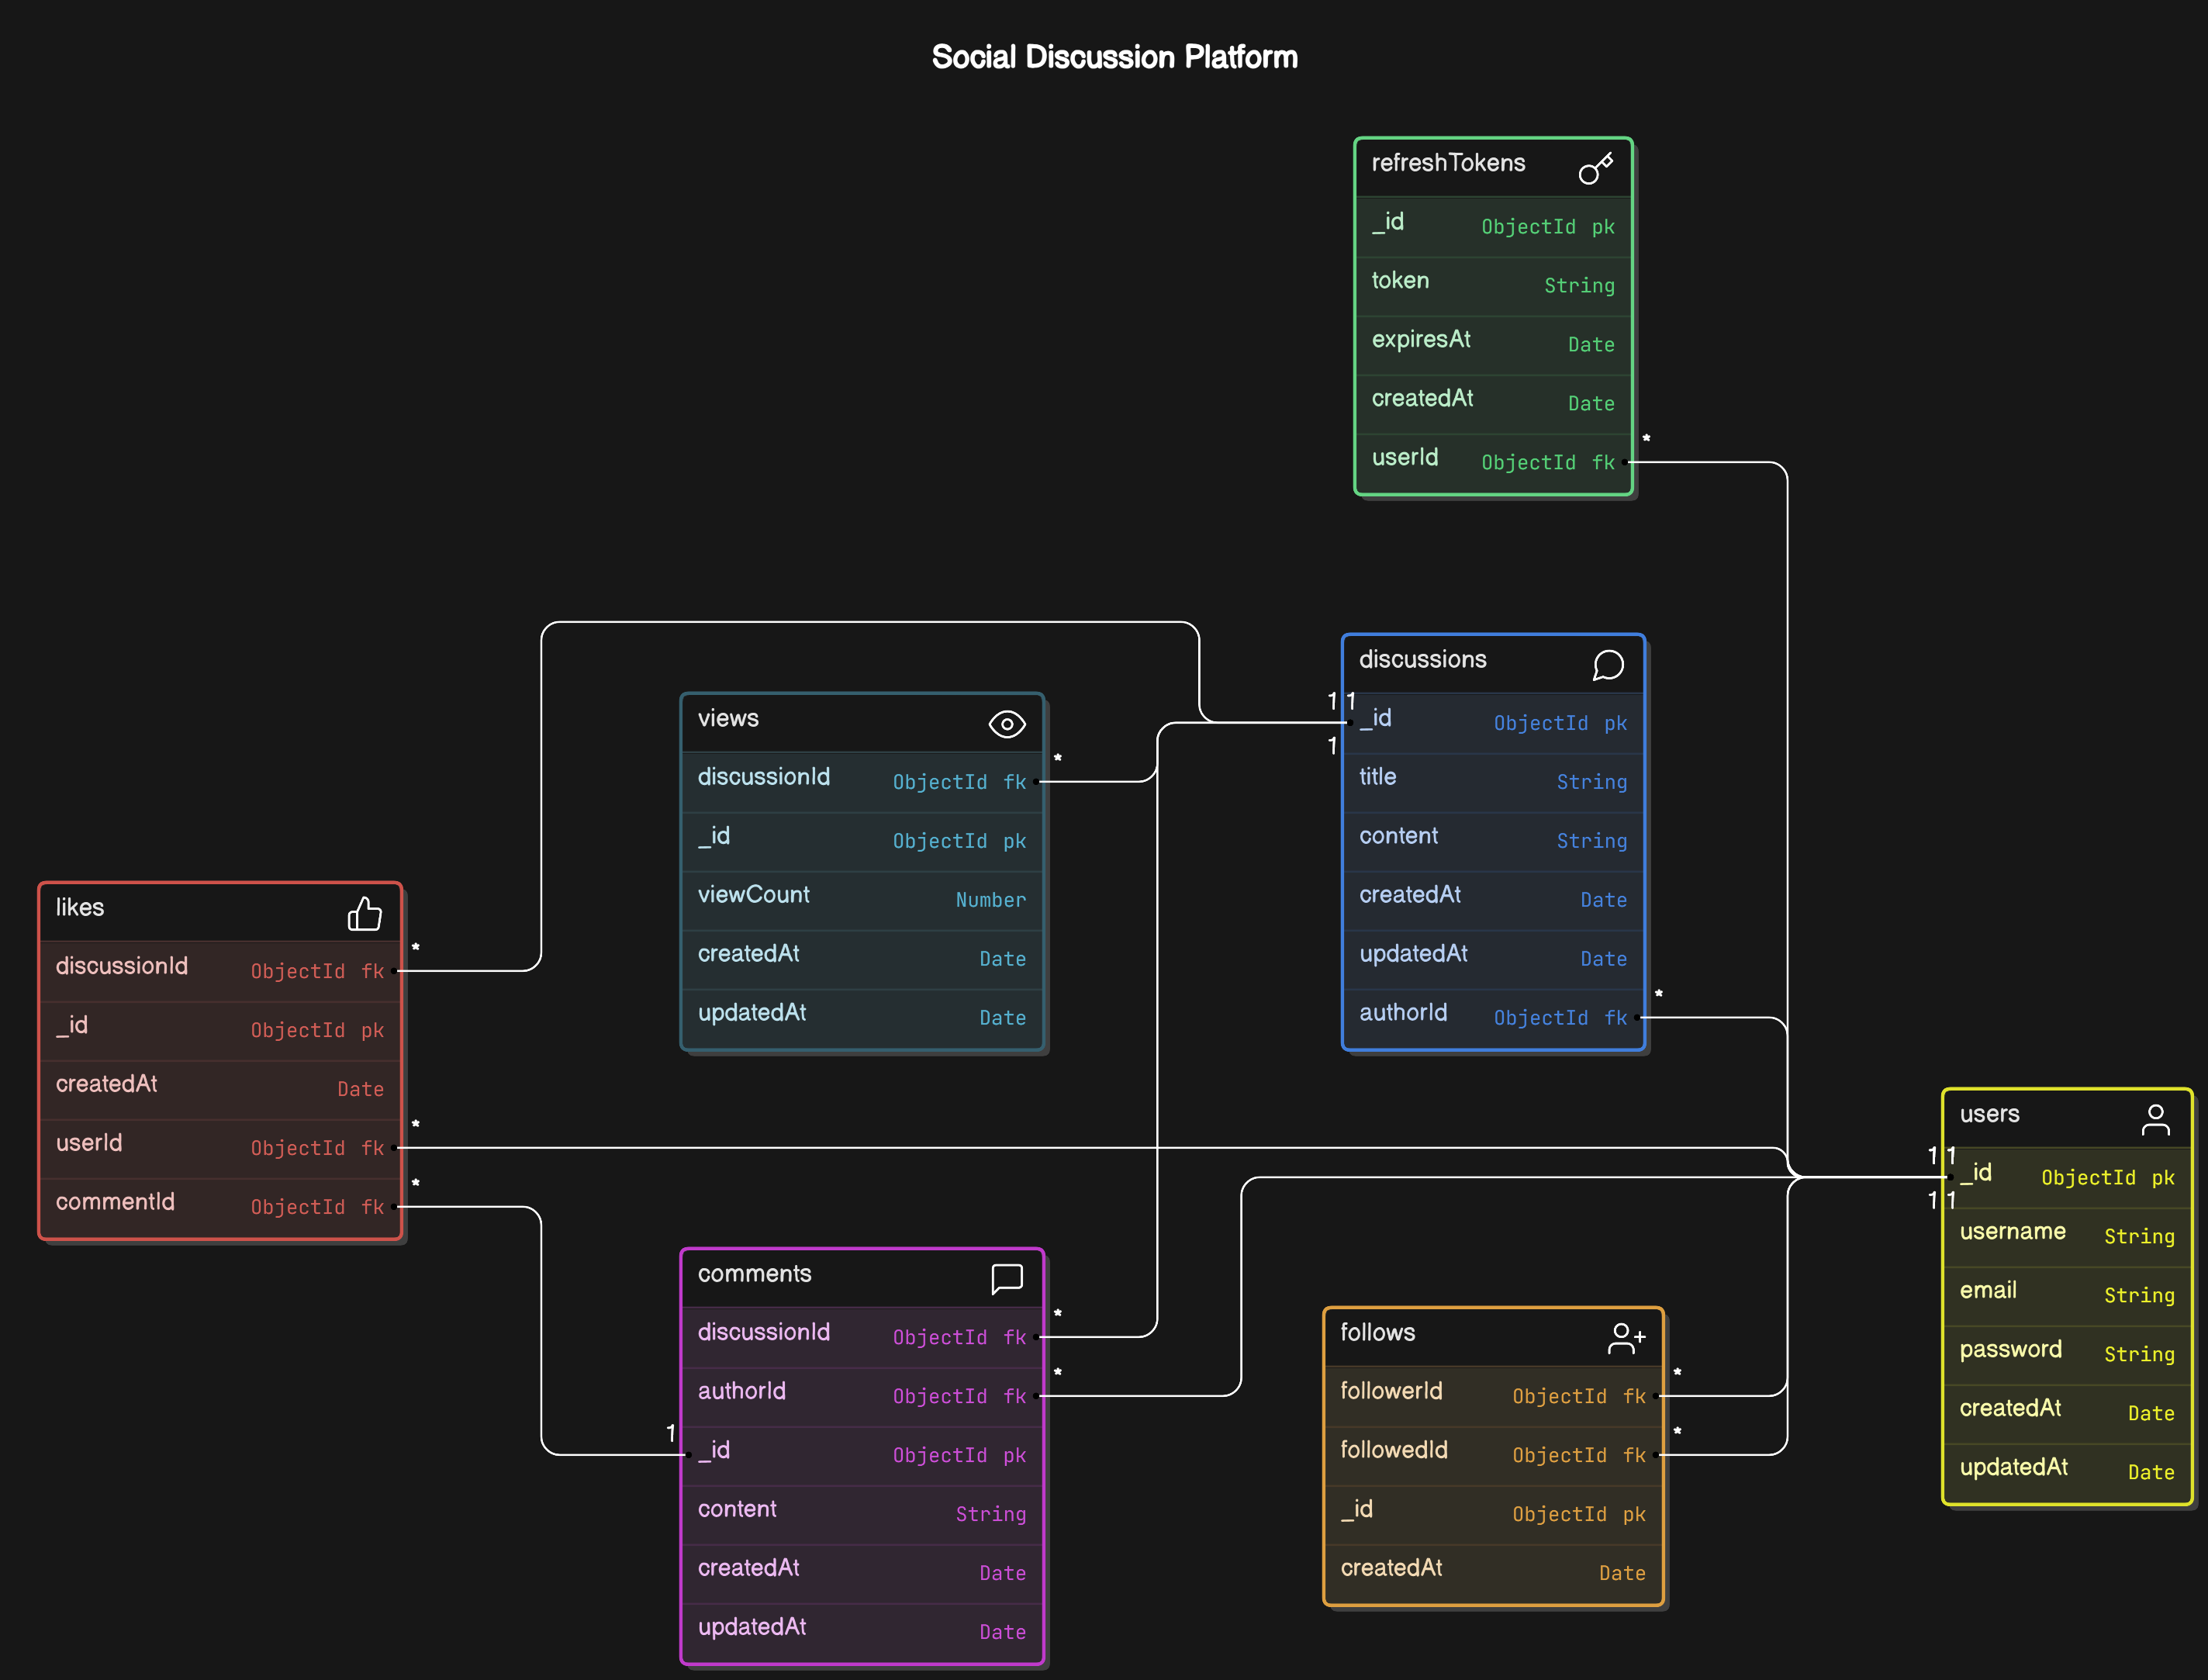 Social Discussion Platform
refreshTokens
_id ObjectId pk
token String
expiresAt Date
createdAt Date
userId ObjectId fk
*
discussions
1 1
_id ObjectId pk
1
title String
content String
createdAt Date
updatedAt Date
authorId ObjectId fk
*
views
discussionId ObjectId fk
*
_id ObjectId pk
viewCount Number
createdAt Date
updatedAt Date
likes
discussionId ObjectId fk
*
_id ObjectId pk
createdAt Date
userId ObjectId fk
*
commentId ObjectId fk
*
users
1 1
_id ObjectId pk
1 1
username String
email String
password String
createdAt Date
updatedAt Date
comments
discussionId ObjectId fk
*
authorId ObjectId fk
*
1
_id ObjectId pk
content String
createdAt Date
updatedAt Date
follows
followerId ObjectId fk
*
followedId ObjectId fk
*
_id ObjectId pk
createdAt Date